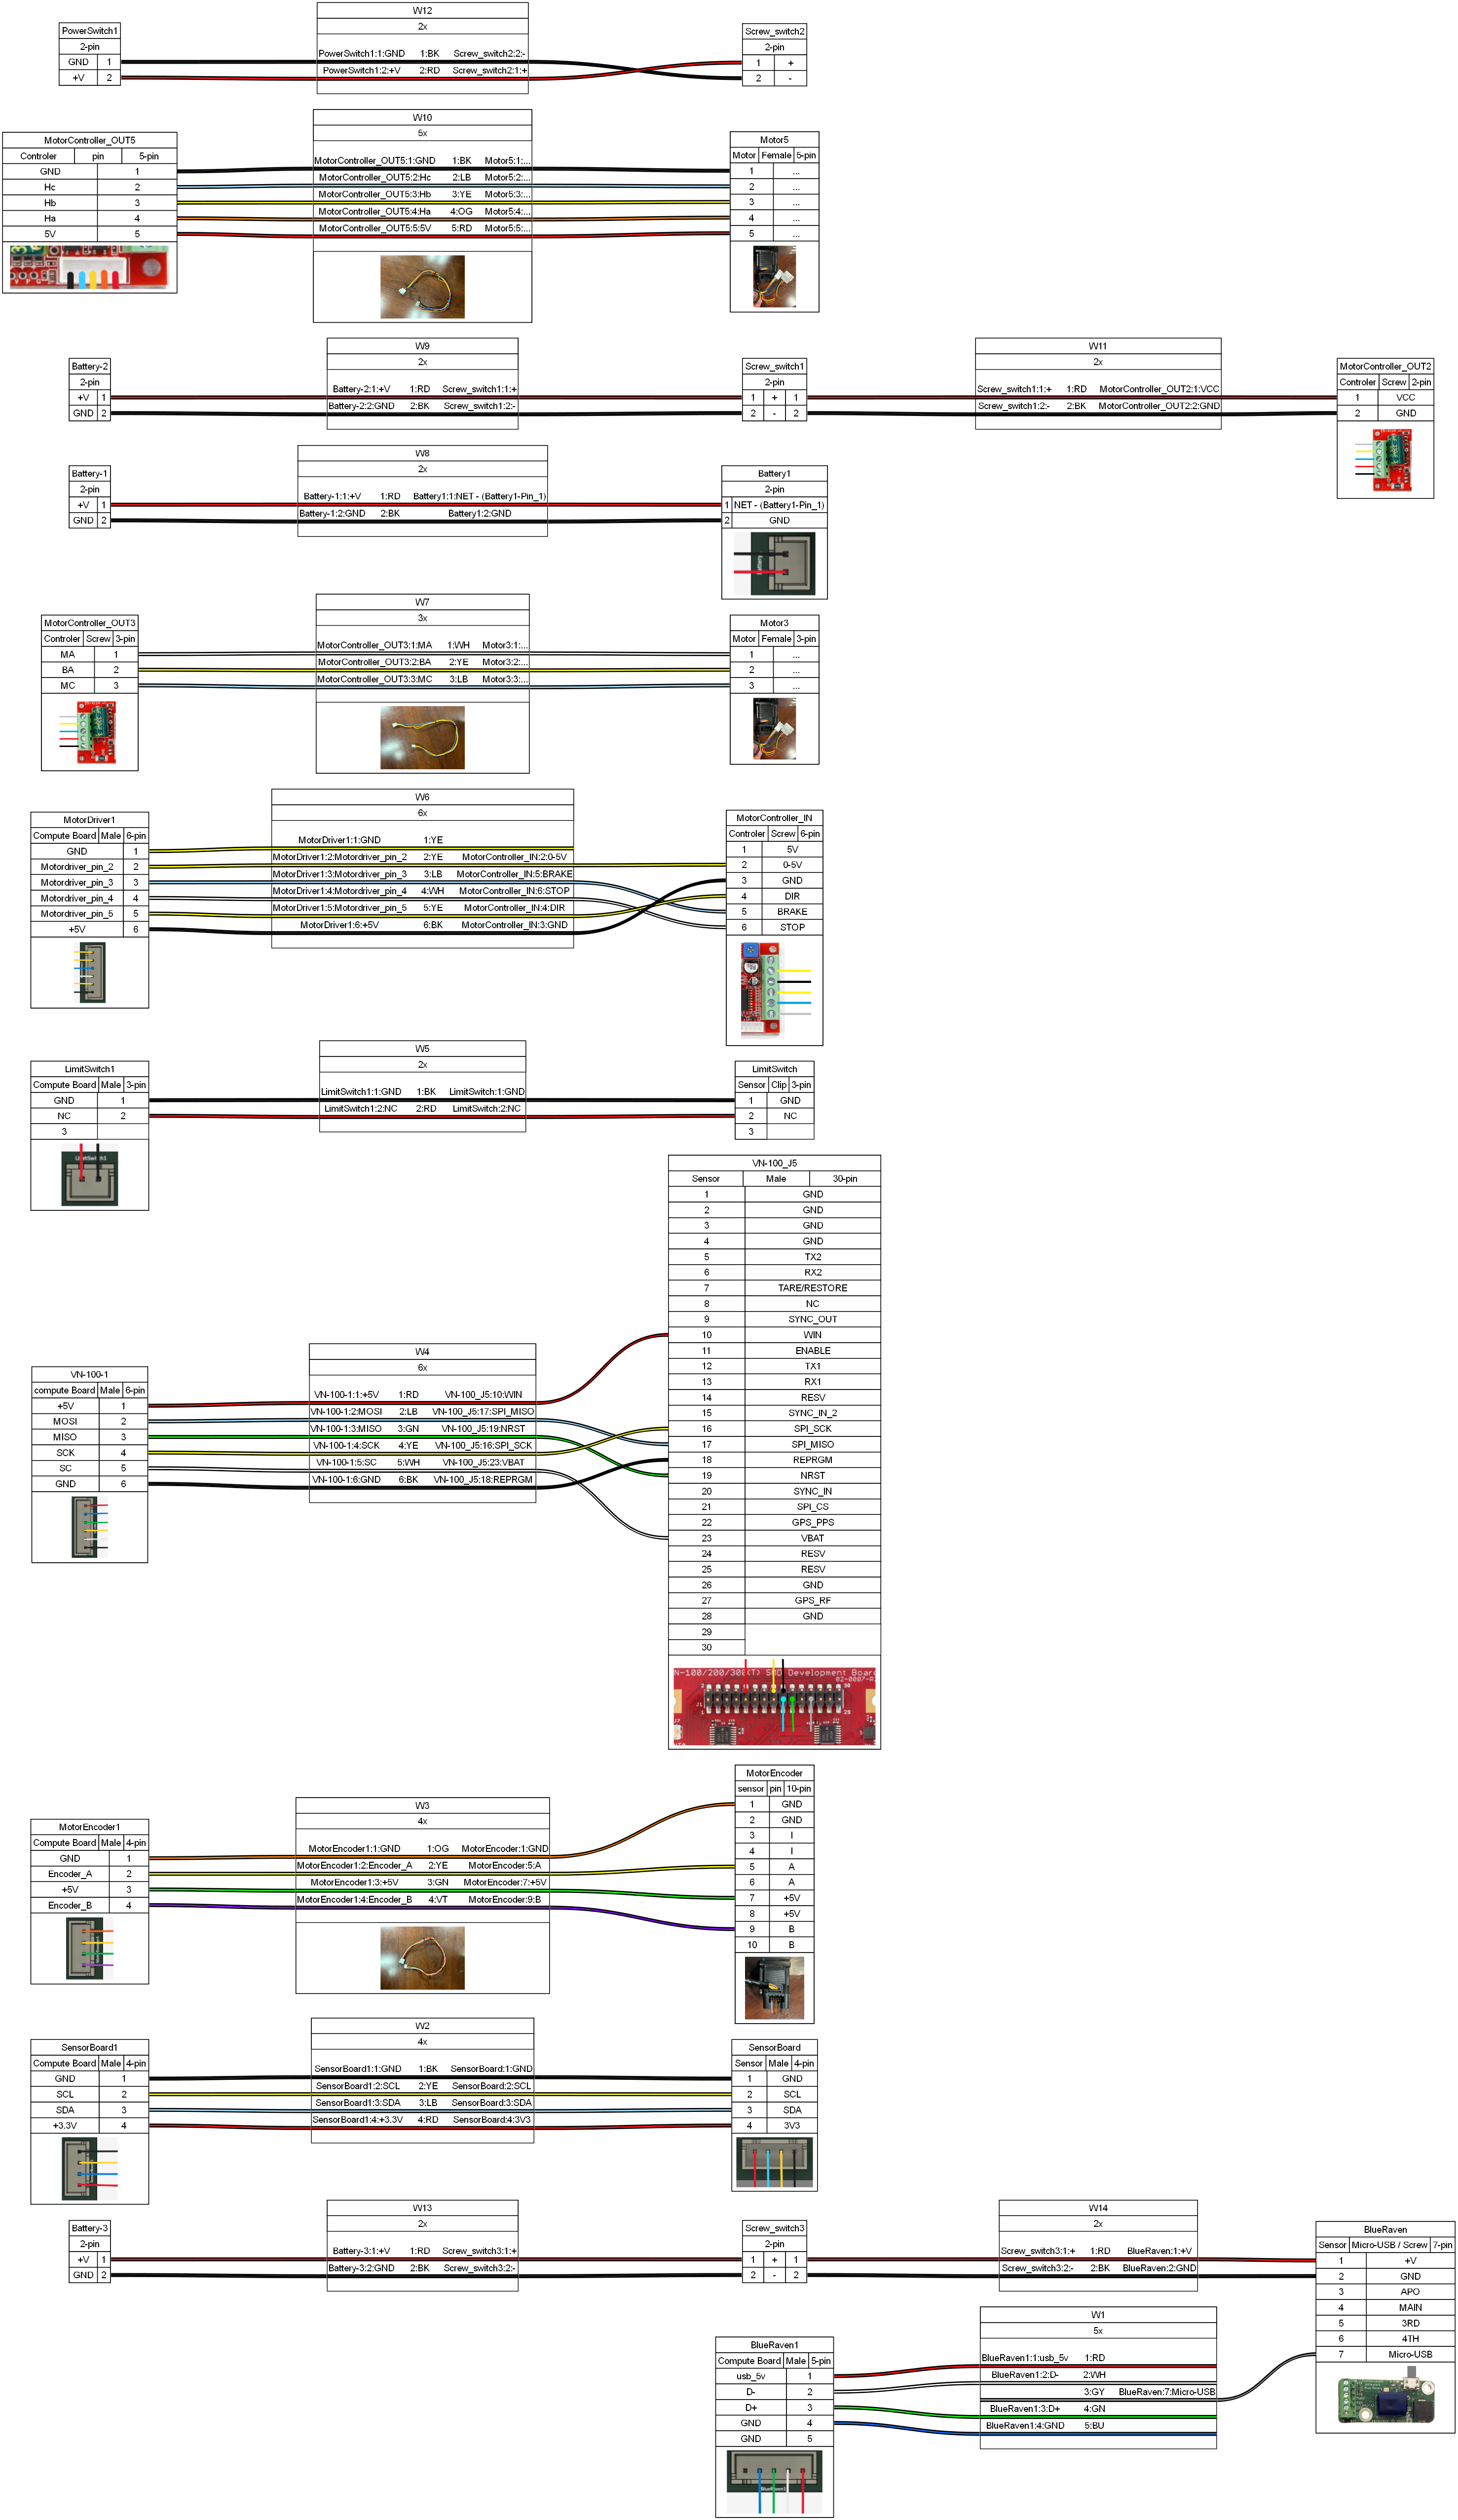 W12
2x
PowerSwitch1:1:GND 1:BK Screw_switch2:2:-
PowerSwitch1:2:+V 2:RD Screw_switch2:1:+
PowerSwitch1
2-pin
GND 1
+V 2
Screw_switch2
2-pin
1 +
2 -
MotorController_OUT5
Controler pin 5-pin
GND 1
Hc 2
Hb 3
Ha 4
5V 5
W10
5x
MotorController_OUT5:1:GND 1:BK Motor5:1:...
MotorController_OUT5:2:Hc 2:LB Motor5:2:...
MotorController_OUT5:3:Hb 3:YE Motor5:3:...
MotorController_OUT5:4:Ha 4:OG Motor5:4:...
MotorController_OUT5:5:5V 5:RD Motor5:5:...
Motor5
Motor Female 5-pin
1 ...
2 ...
3 ...
4 ...
5 ...
Battery-2
2-pin
+V 1
GND 2
W9
2x
Battery-2:1:+V 1:RD Screw_switch1:1:+
Battery-2:2:GND 2:BK Screw_switch1:2:-
Screw_switch1
2-pin
1 + 1
2 - 2
W11
2x
Screw_switch1:1:+ 1:RD MotorController_OUT2:1:VCC
Screw_switch1:2:- 2:BK MotorController_OUT2:2:GND
MotorController_OUT2
Controler Screw 2-pin
1 VCC
2 GND
Battery-1
2-pin
+V 1
GND 2
W8
2x
Battery-1:1:+V 1:RD Battery1:1:NET - (Battery1-Pin_1)
Battery-1:2:GND 2:BK Battery1:2:GND
Battery1
2-pin
1 NET - (Battery1-Pin_1)
2 GND
Battery
MotorController_OUT3
Controler Screw 3-pin
MA 1
BA 2
MC 3
W7
3x
MotorController_OUT3:1:MA 1:WH Motor3:1:...
MotorController_OUT3:2:BA 2:YE Motor3:2:...
MotorController_OUT3:3:MC 3:LB Motor3:3:...
Motor3
Motor Female 3-pin
1 ...
2 ...
3 ...
MotorDriver1
Compute Board Male 6-pin
GND 1
Motordriver_pin_2 2
Motordriver_pin_3 3
Motordriver_pin_4 4
Motordriver_pin_5 5
+5V 6
W6
6x
MotorDriver1:1:GND 1:YE
MotorDriver1:2:Motordriver_pin_2 2:YE MotorController_IN:2:0-5V
MotorDriver1:3:Motordriver_pin_3 3:LB MotorController_IN:5:BRAKE
MotorDriver1:4:Motordriver_pin_4 4:WH MotorController_IN:6:STOP
MotorDriver1:5:Motordriver_pin_5 5:YE MotorController_IN:4:DIR
MotorDriver1:6:+5V 6:BK MotorController_IN:3:GND
MotorController_IN
Controler Screw 6-pin
1 5V
2 0-5V
3 GND
4 DIR
5 BRAKE
6 STOP
LimitSwitch1
Compute Board Male 3-pin
GND 1
NC 2
3
LimitSwitch1
W5
2x
LimitSwitch1:1:GND 1:BK LimitSwitch:1:GND
LimitSwitch1:2:NC 2:RD LimitSwitch:2:NC
LimitSwitch
Sensor Clip 3-pin
1 GND
2 NC
3
VN-100-1
compute Board Male 6-pin
+5V 1
MOSI 2
MISO 3
SCK 4
SC 5
GND 6
W4
6x
VN-100-1:1:+5V 1:RD VN-100_J5:10:WIN
VN-100-1:2:MOSI 2:LB VN-100_J5:17:SPI_MISO
VN-100-1:3:MISO 3:GN VN-100_J5:19:NRST
VN-100-1:4:SCK 4:YE VN-100_J5:16:SPI_SCK
VN-100-1:5:SC 5:WH VN-100_J5:23:VBAT
VN-100-1:6:GND 6:BK VN-100_J5:18:REPRGM
VN-100_J5
Sensor Male 30-pin
1 GND
2 GND
3 GND
4 GND
5 TX2
6 RX2
7 TARE/RESTORE
8 NC
9 SYNC_OUT
10 WIN
11 ENABLE
12 TX1
13 RX1
14 RESV
15 SYNC_IN_2
16 SPI_SCK
17 SPI_MISO
18 REPRGM
19 NRST
20 SYNC_IN
21 SPI_CS
22 GPS_PPS
23 VBAT
24 RESV
25 RESV
26 GND
27 GPS_RF
28 GND
29
30
N-100/200/300(T) SMD Development Board
MotorEncoder1
Compute Board Male 4-pin
GND 1
Encoder_A 2
+5V 3
Encoder_B 4
W3
4x
MotorEncoder1:1:GND 1:OG MotorEncoder:1:GND
MotorEncoder1:2:Encoder_A 2:YE MotorEncoder:5:A
MotorEncoder1:3:+5V 3:GN MotorEncoder:7:+5V
MotorEncoder1:4:Encoder_B 4:VT MotorEncoder:9:B
MotorEncoder
sensor pin 10-pin
1 GND
2 GND
3 I
4 I
5 A
6 A
7 +5V
8 +5V
9 B
10 B
SensorBoard1
Compute Board Male 4-pin
GND 1
SCL 2
SDA 3
+3.3V 4
W2
4x
SensorBoard1:1:GND 1:BK SensorBoard:1:GND
SensorBoard1:2:SCL 2:YE SensorBoard:2:SCL
SensorBoard1:3:SDA 3:LB SensorBoard:3:SDA
SensorBoard1:4:+3.3V 4:RD SensorBoard:4:3V3
SensorBoard
Sensor Male 4-pin
1 GND
2 SCL
3 SDA
4 3V3
Battery-3
2-pin
+V 1
GND 2
W13
2x
Battery-3:1:+V 1:RD Screw_switch3:1:+
Battery-3:2:GND 2:BK Screw_switch3:2:-
Screw_switch3
2-pin
1 + 1
2 - 2
W14
2x
Screw_switch3:1:+ 1:RD BlueRaven:1:+V
Screw_switch3:2:- 2:BK BlueRaven:2:GND
BlueRaven
Sensor Micro-USB / Screw 7-pin
1 +V
2 GND
3 APO
4 MAIN
5 3RD
6 4TH
7 Micro-USB
BlueRaven1
Compute Board Male 5-pin
usb_5v 1
D- 2
D+ 3
GND 4
GND 5
BlueRaven1
W1
5x
BlueRaven1:1:usb_5v 1:RD
BlueRaven1:2:D- 2:WH
3:GY BlueRaven:7:Micro-USB
BlueRaven1:3:D+ 4:GN
BlueRaven1:4:GND 5:BU